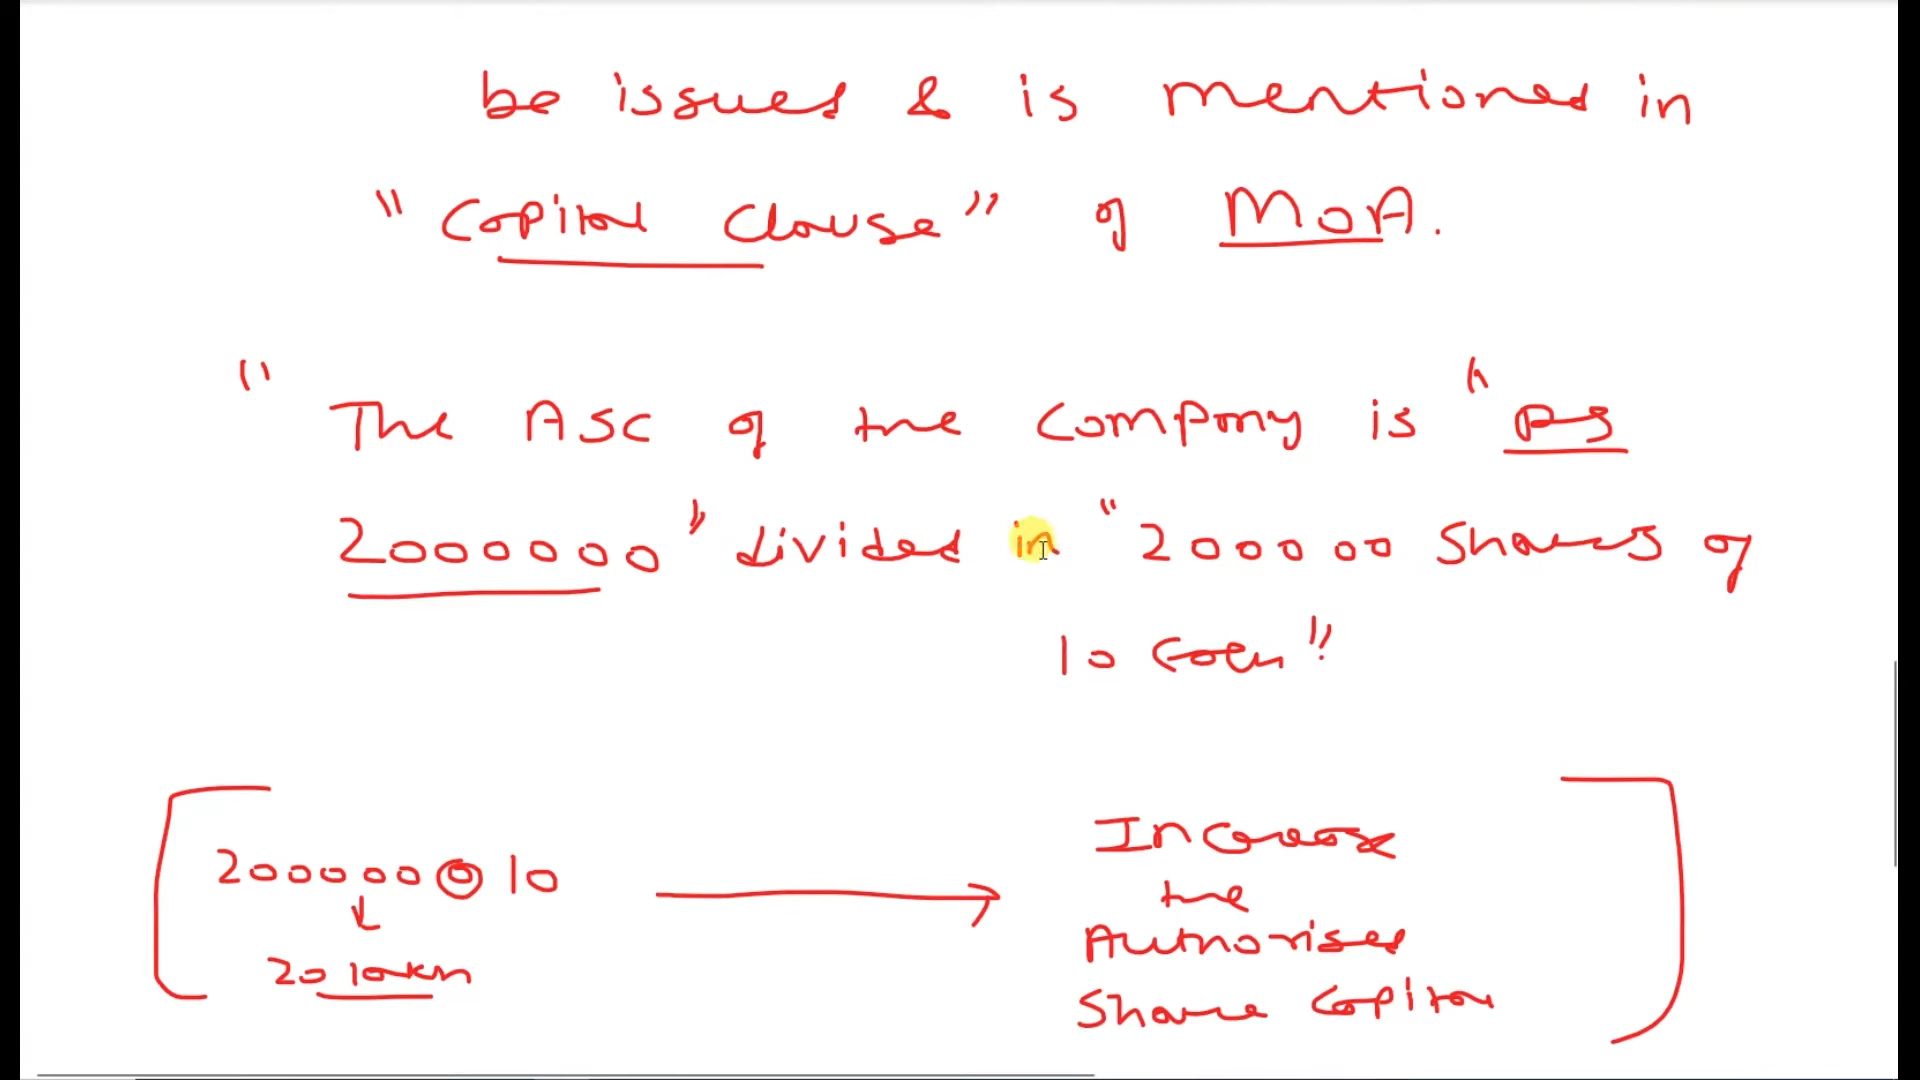 be issued & is mentioned in
"Capital Clause" of MOA.
"The ASC of the Company is "Rs
2000000" divided in "200000 Shares of
10 each"
200000 @ 10
20 lakh
Increase
the
Authorised
Share Capital